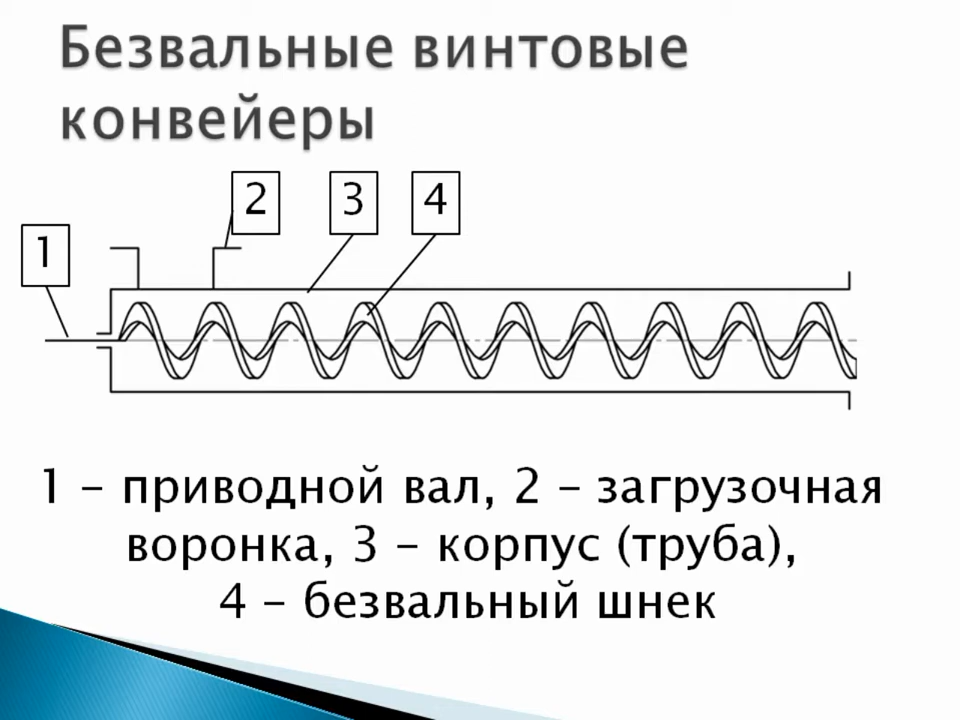 Безвальные винтовые
конвейеры
2 3 4
1
1 – приводной вал, 2 – загрузочная
воронка, 3 – корпус (труба),
4 – безвальный шнек